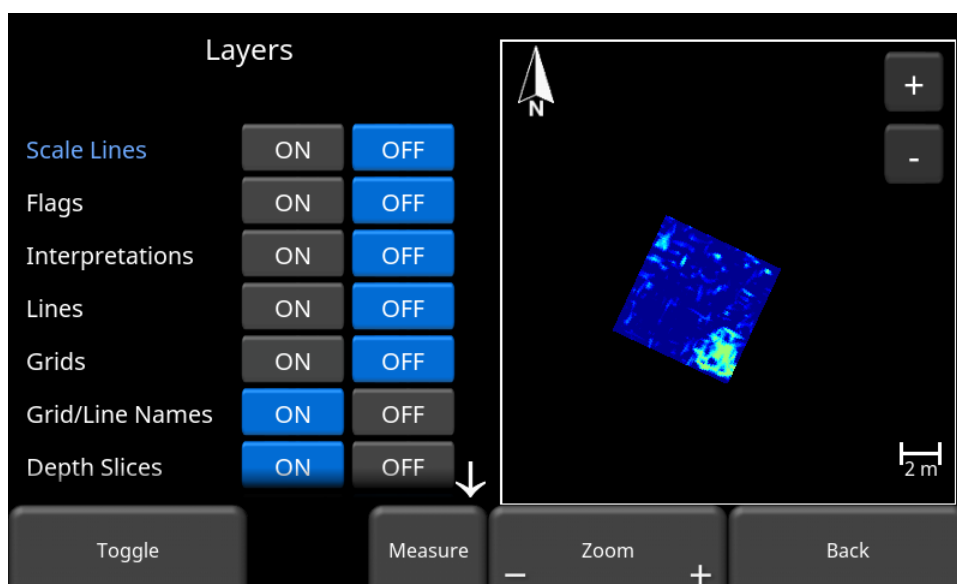 Layers
Scale Lines ON OFF
Flags ON OFF
Interpretations ON OFF
Lines ON OFF
Grids ON OFF
Grid/Line Names ON OFF
Depth Slices ON OFF
N
+
-
2 m
Toggle
Measure
Zoom
− +
Back